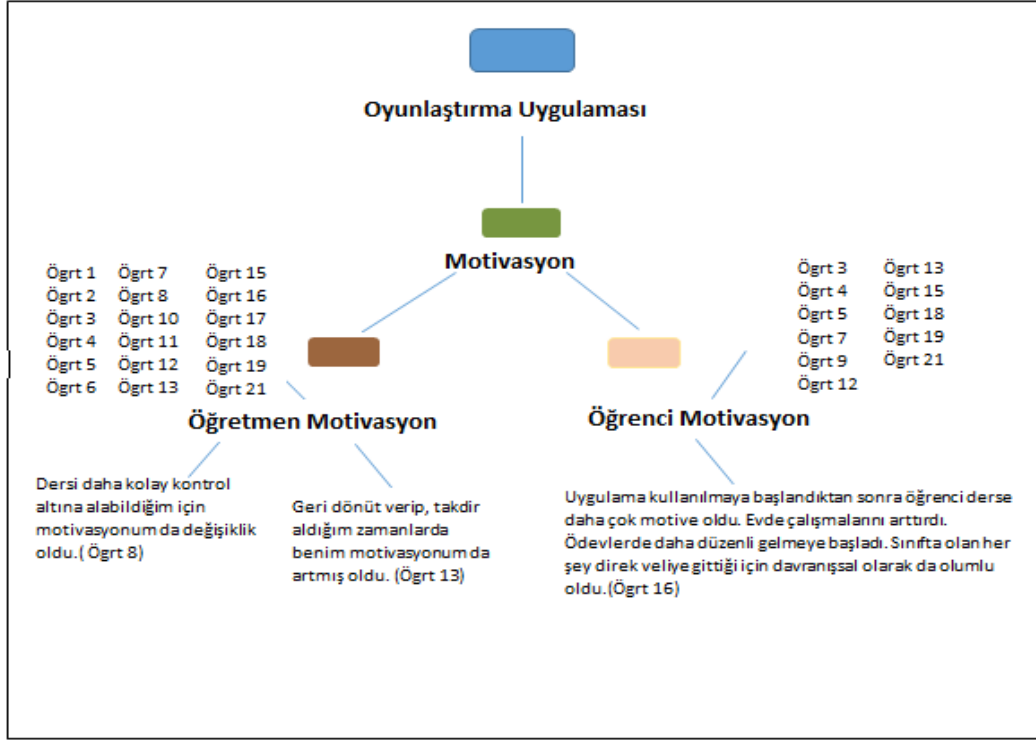 Oyunlaştırma Uygulaması
Motivasyon
Ögrt 1 Ögrt 7 Ögrt 15
Ögrt 2 Ögrt 8 Ögrt 16
Ögrt 3 Ögrt 10 Ögrt 17
Ögrt 4 Ögrt 11 Ögrt 18
Ögrt 5 Ögrt 12 Ögrt 19
Ögrt 6 Ögrt 13 Ögrt 21
Ögrt 3 Ögrt 13
Ögrt 4 Ögrt 15
Ögrt 5 Ögrt 18
Ögrt 7 Ögrt 19
Ögrt 9 Ögrt 21
Ögrt 12
Öğretmen Motivasyon
Öğrenci Motivasyon
Dersi daha kolay kontrol
altına alabildiğim için
motivasyonum da değişiklik
oldu.( Ögrt 8)
Geri dönüt verip, takdir
aldığım zamanlarda
benim motivasyonum da
artmış oldu. (Ögrt 13)
Uygulama kullanılmaya başlandıktan sonra öğrenci derse
daha çok motive oldu. Evde çalışmalarını arttırdı.
Ödevlerde daha düzenli gelmeye başladı. Sınıfta olan her
şey direk veliye gittiği için davranışsal olarak da olumlu
oldu.(Ögrt 16)